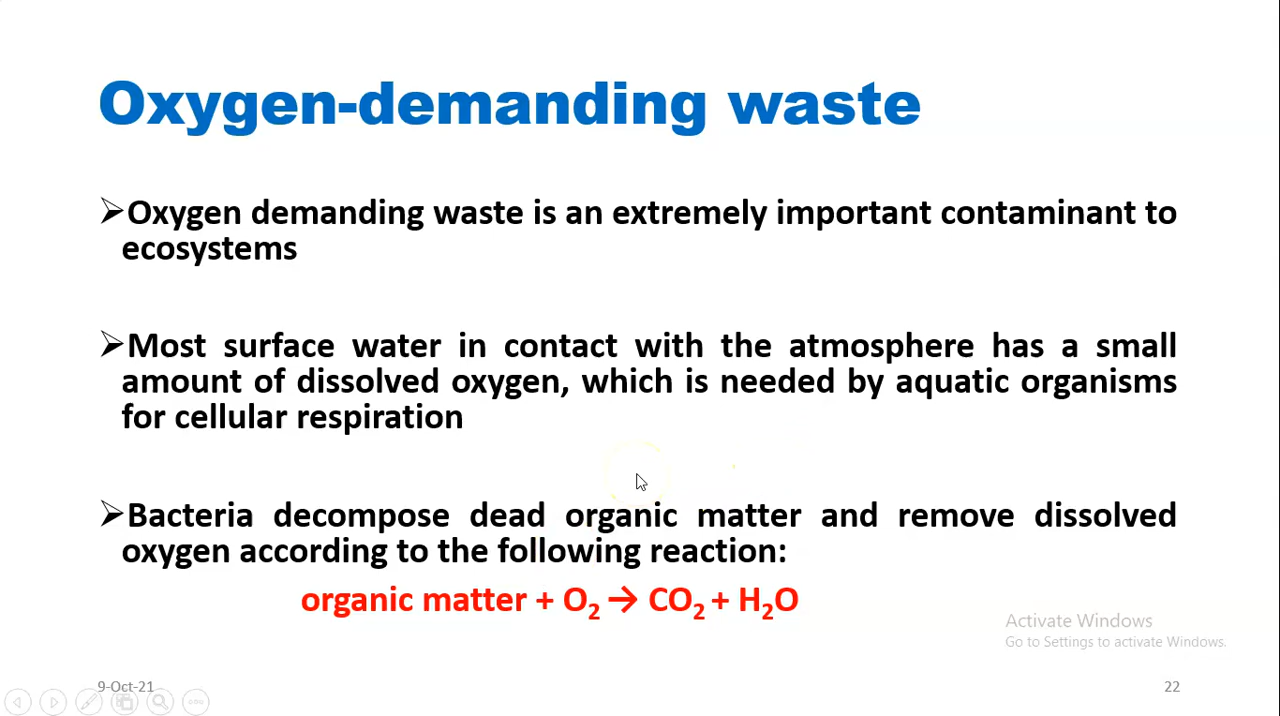 Oxygen-demanding waste
➢Oxygen demanding waste is an extremely important contaminant to
ecosystems
➢Most surface water in contact with the atmosphere has a small
amount of dissolved oxygen, which is needed by aquatic organisms
for cellular respiration
➢Bacteria decompose dead organic matter and remove dissolved
oxygen according to the following reaction:
organic matter + O₂ → CO₂ + H₂O
Activate Windows
Go to Settings to activate Windows.
9-Oct-21
22